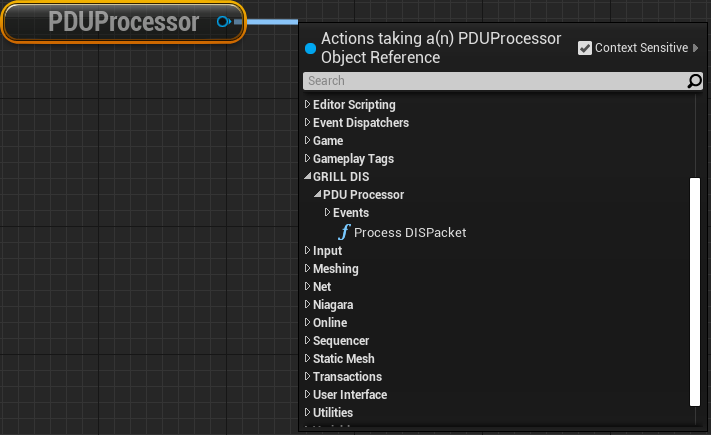 PDUProcessor
Actions taking a(n) PDUProcessor
Object Reference
Context Sensitive
Search
Editor Scripting
Event Dispatchers
Game
Gameplay Tags
GRILL DIS
PDU Processor
Events
f Process DISPacket
Input
Meshing
Net
Niagara
Online
Sequencer
Static Mesh
Transactions
User Interface
Utilities